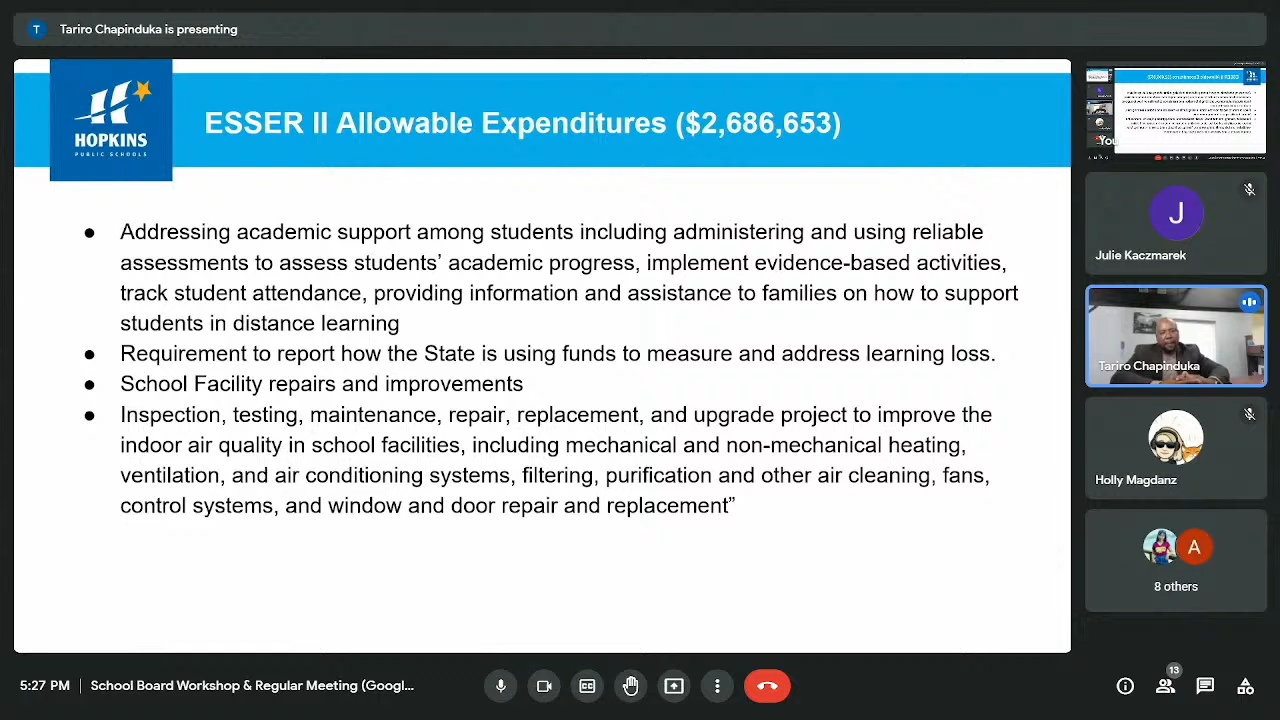 T Tariro Chapinduka is presenting
HOPKINS
PUBLIC SCHOOLS
ESSER II Allowable Expenditures ($2,686,653)
● Addressing academic support among students including administering and using reliable
assessments to assess students’ academic progress, implement evidence-based activities,
track student attendance, providing information and assistance to families on how to support
students in distance learning
● Requirement to report how the State is using funds to measure and address learning loss.
● School Facility repairs and improvements
● Inspection, testing, maintenance, repair, replacement, and upgrade project to improve the
indoor air quality in school facilities, including mechanical and non-mechanical heating,
ventilation, and air conditioning systems, filtering, purification and other air cleaning, fans,
control systems, and window and door repair and replacement”
You
J
Julie Kaczmarek
Tariro Chapinduka
Holly Magdanz
A
8 others
5:27 PM | School Board Workshop & Regular Meeting (Googl...
13